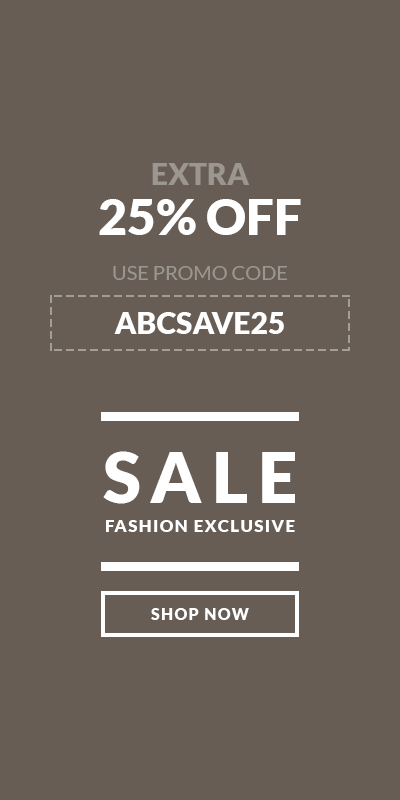 EXTRA
25% OFF
USE PROMO CODE
ABCSAVE25
SALE
FASHION EXCLUSIVE
SHOP NOW